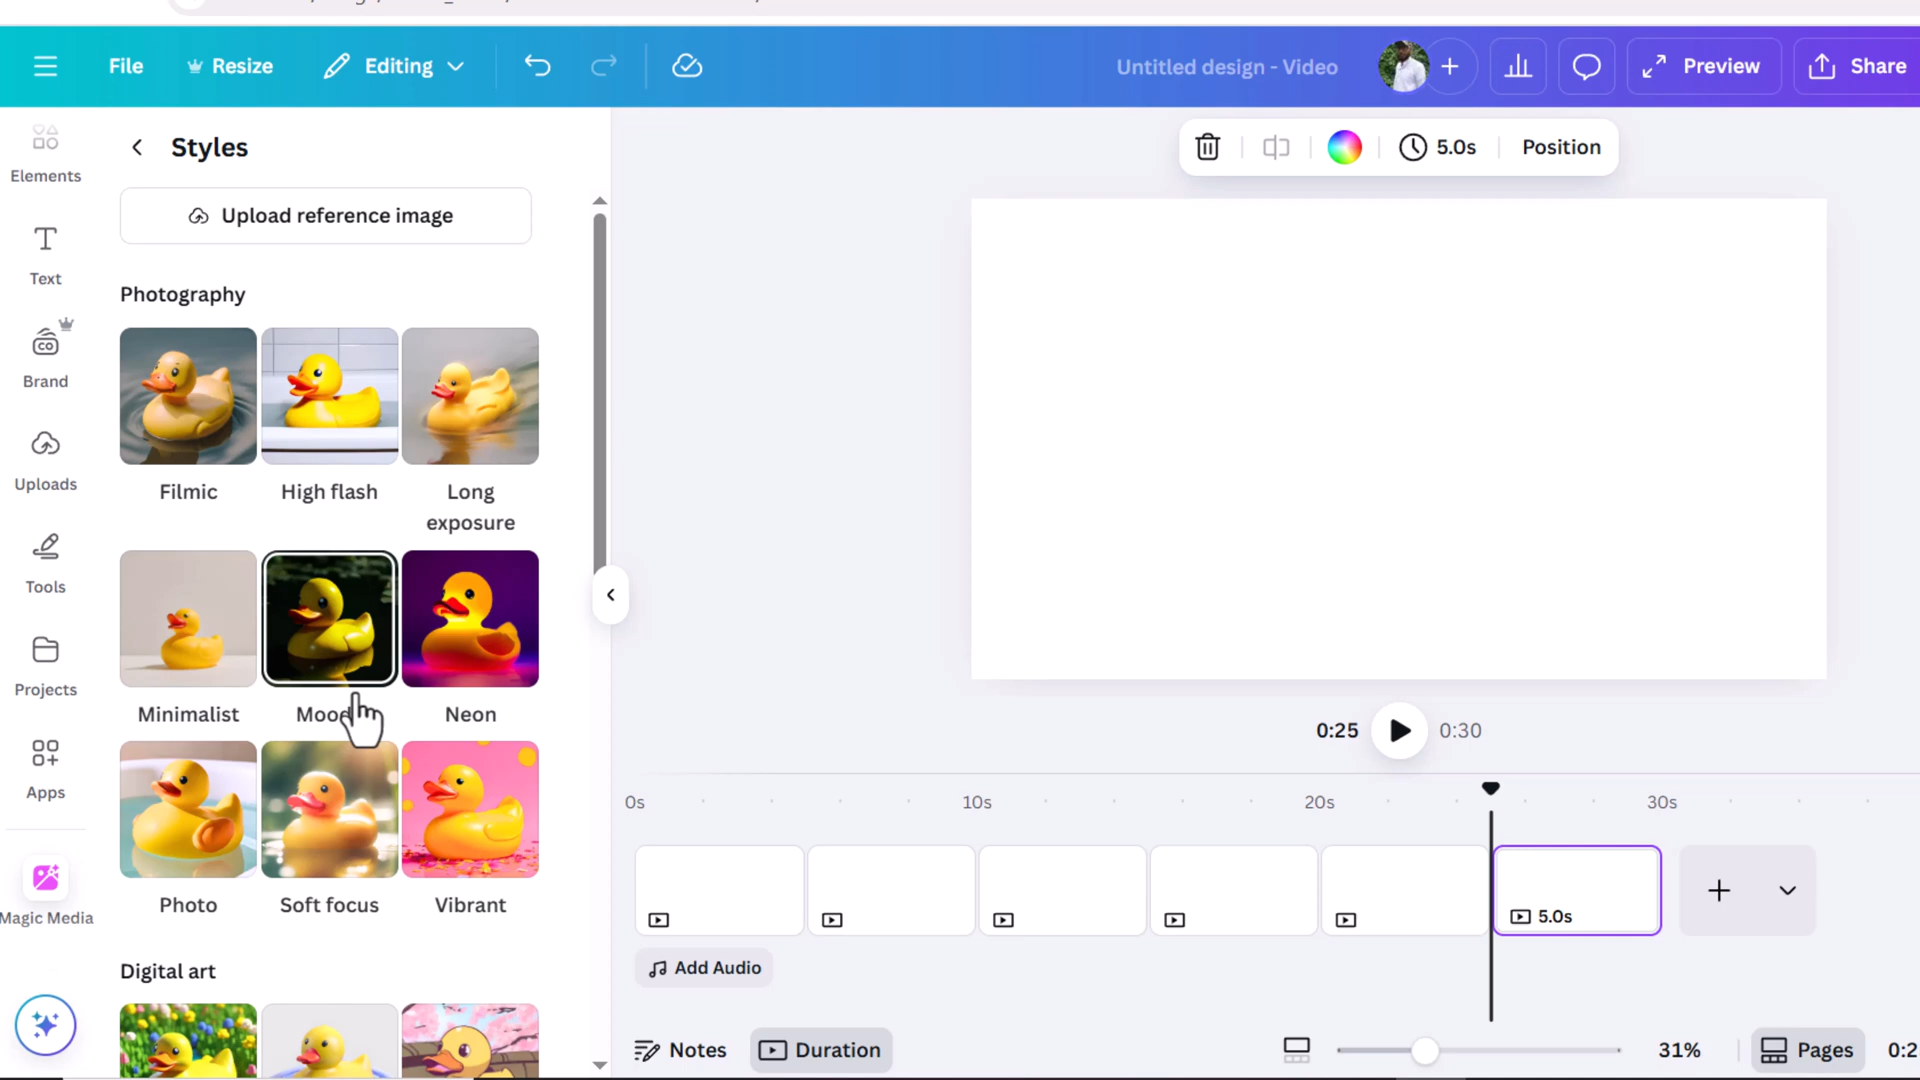 File
Resize
Editing
Untitled design - Video
Preview
Share
Elements
Text
CO
Brand
Uploads
Tools
Projects
Apps
Magic Media
Styles
Upload reference image
Photography
Filmic
High flash
Long
exposure
Minimalist
Neon
Photo
Soft focus
Vibrant
Digital art
5.0s
Position
0:25
0:30
0s
10s
20s
30s
5.0s
Add Audio
Notes
Duration
31%
Pages